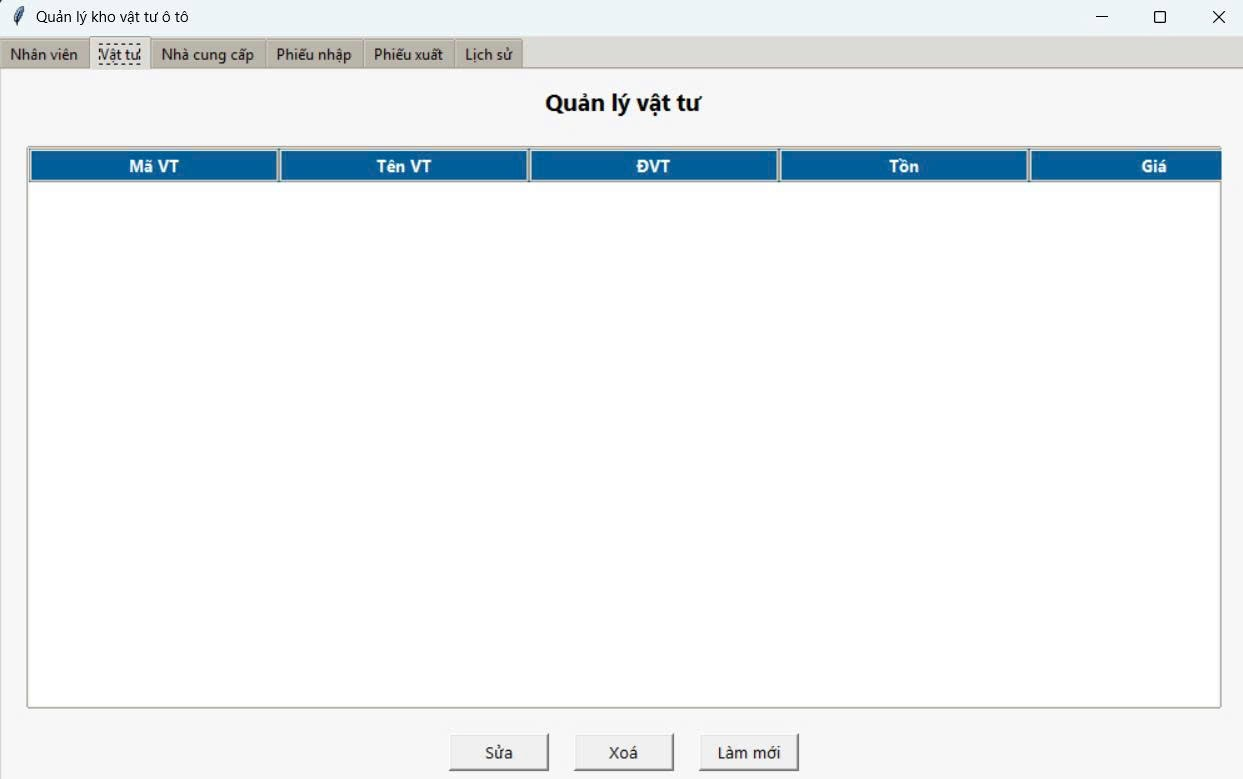 Quản lý kho vật tư ô tô
Nhân viên Vật tư Nhà cung cấp Phiếu nhập Phiếu xuất Lịch sử
Quản lý vật tư
Mã VT Tên VT ĐVT Tồn Giá
Sửa Xoá Làm mới